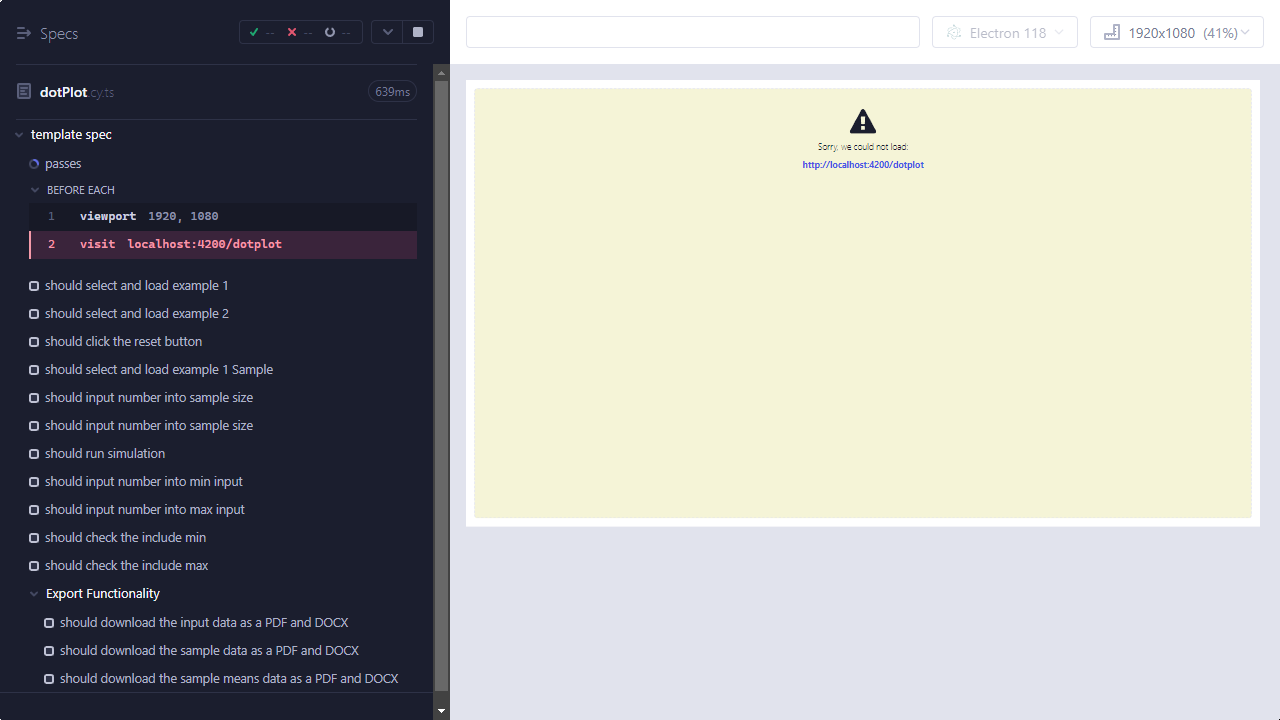 Specs
-- -- --
dotPlot.cy.ts
639ms
template spec
passes
BEFORE EACH
1 viewport 1920, 1080
2 visit localhost:4200/dotplot
should select and load example 1
should select and load example 2
should click the reset button
should select and load example 1 Sample
should input number into sample size
should input number into sample size
should run simulation
should input number into min input
should input number into max input
should check the include min
should check the include max
Export Functionality
should download the input data as a PDF and DOCX
should download the sample data as a PDF and DOCX
should download the sample means data as a PDF and DOCX
Electron 118
1920x1080 (41%)
Sorry, we could not load:
http://localhost:4200/dotplot